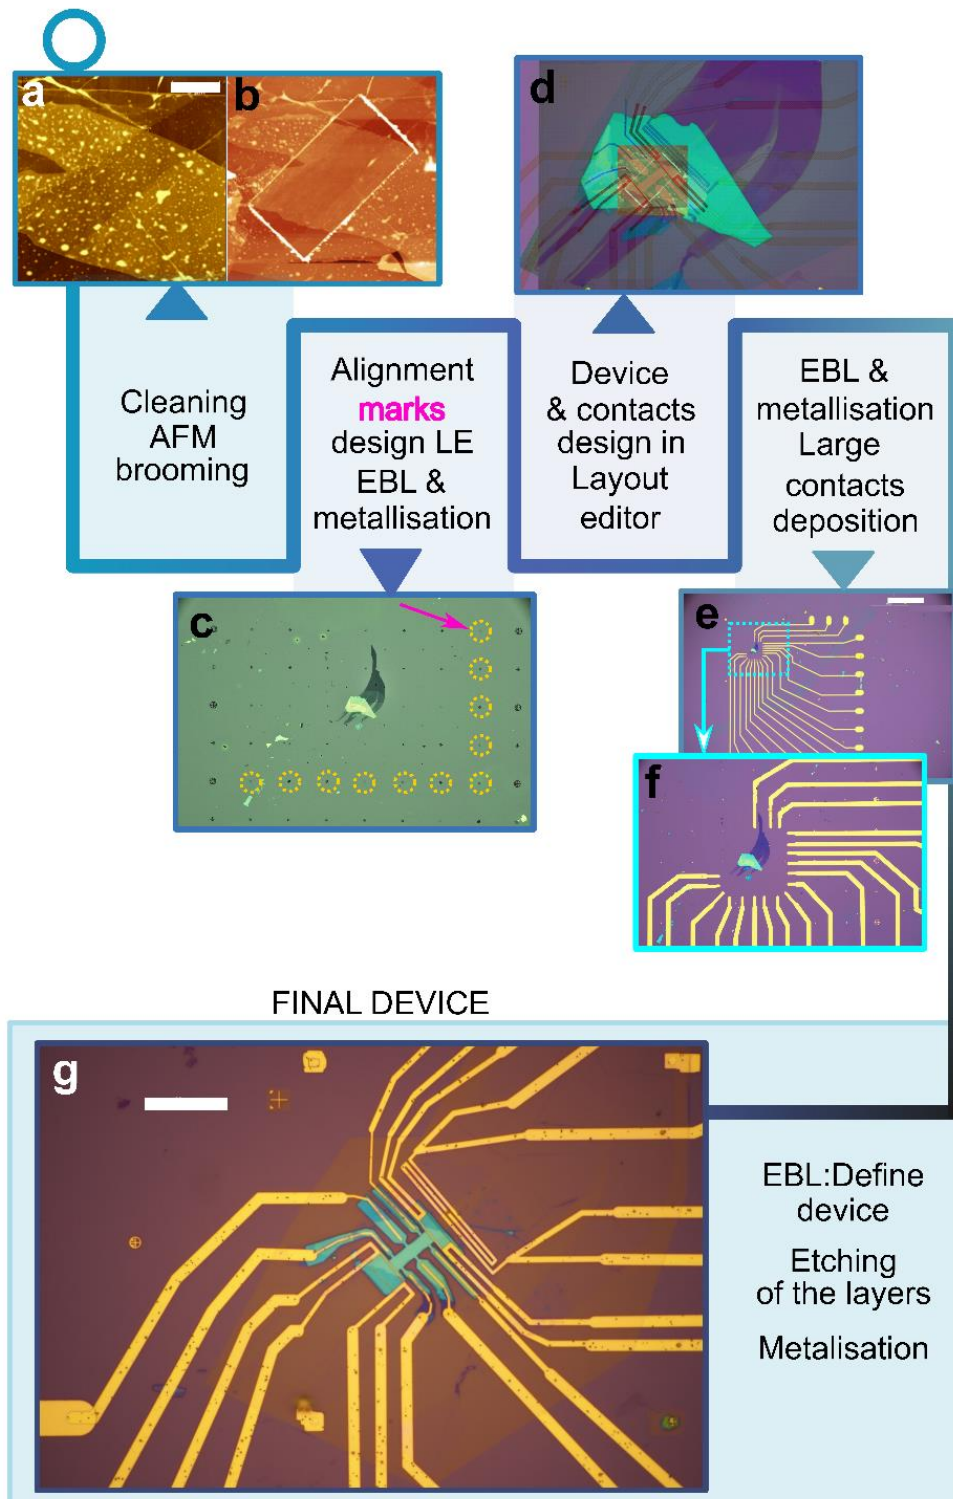 a
b
d
Cleaning
AFM
brooming
Alignment
marks
design LE
EBL &
metallisation
Device
& contacts
design in
Layout
editor
EBL &
metallisation
Large
contacts
deposition
c
e
f
FINAL DEVICE
g
EBL:Define
device
Etching
of the layers
Metalisation